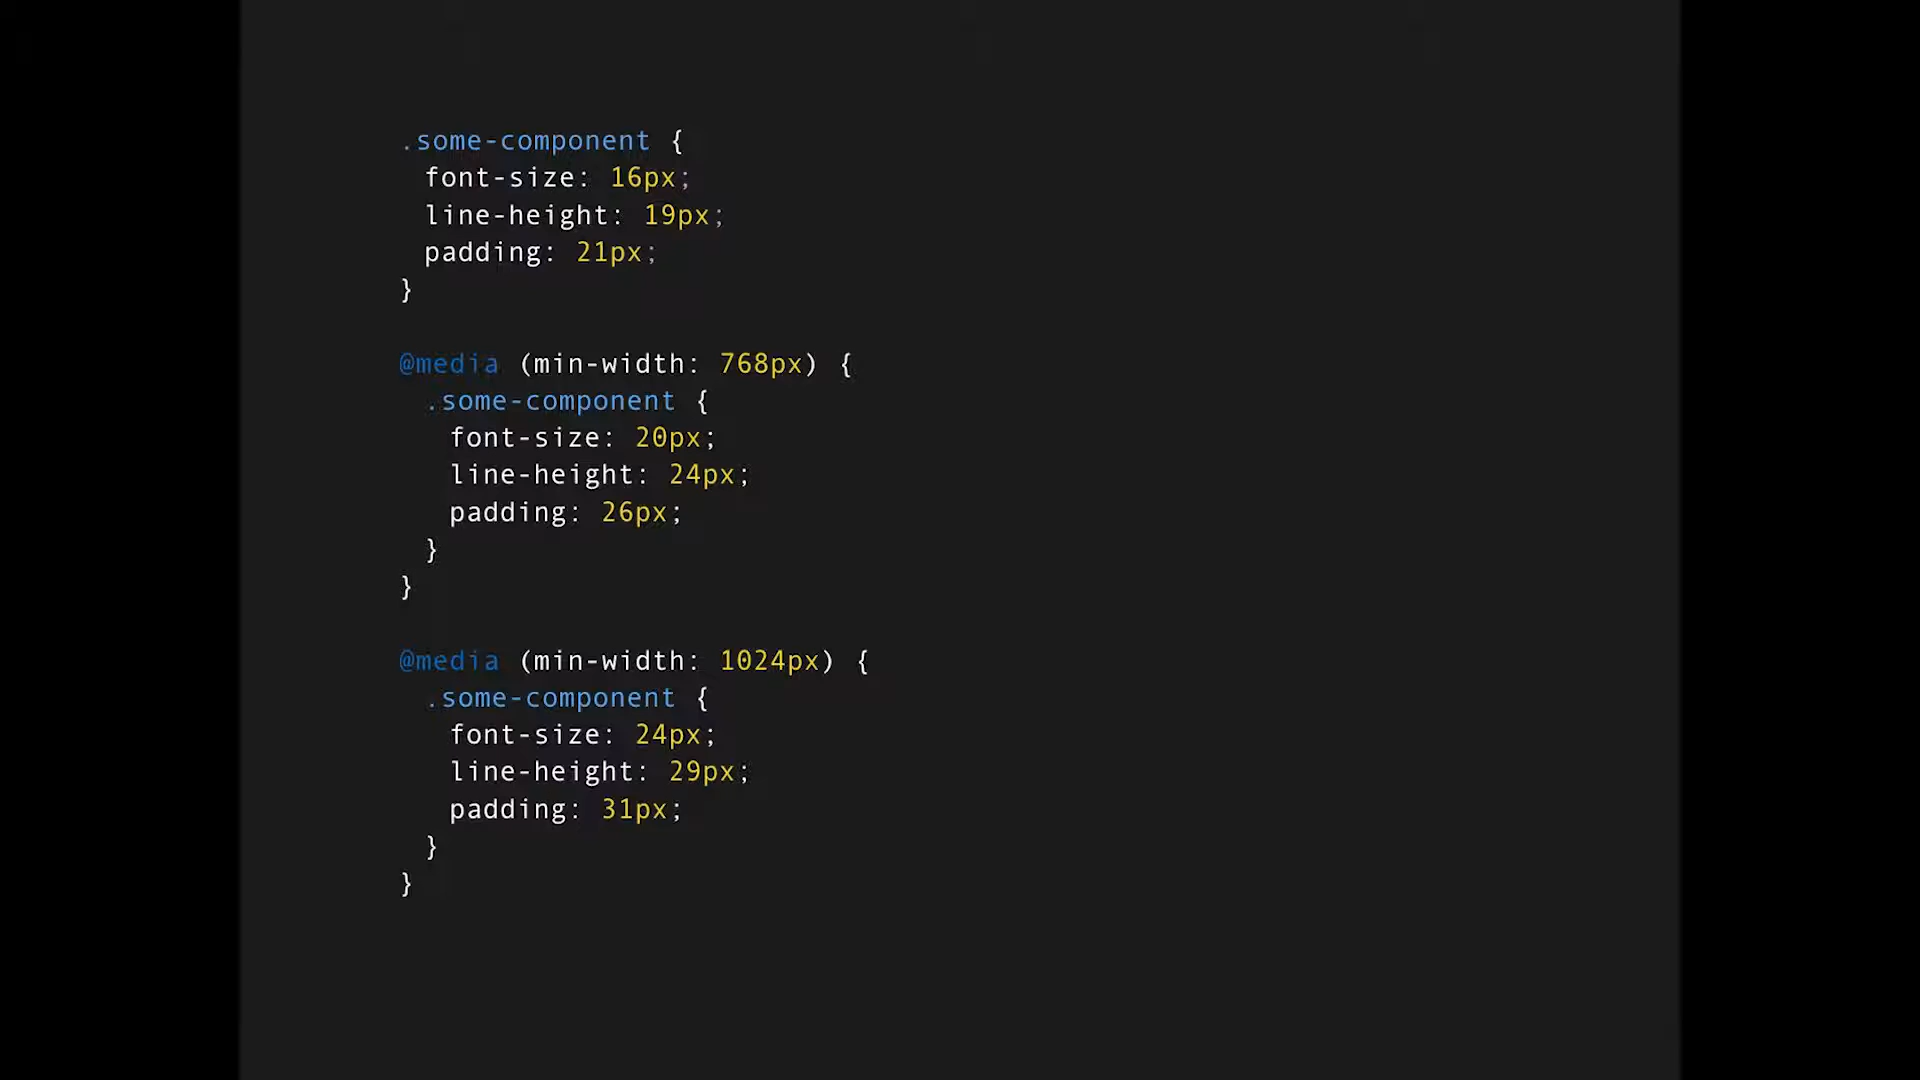 .some-component {
  font-size: 16px;
  line-height: 19px;
  padding: 21px;
}

@media (min-width: 768px) {
  .some-component {
    font-size: 20px;
    line-height: 24px;
    padding: 26px;
  }
}

@media (min-width: 1024px) {
  .some-component {
    font-size: 24px;
    line-height: 29px;
    padding: 31px;
  }
}